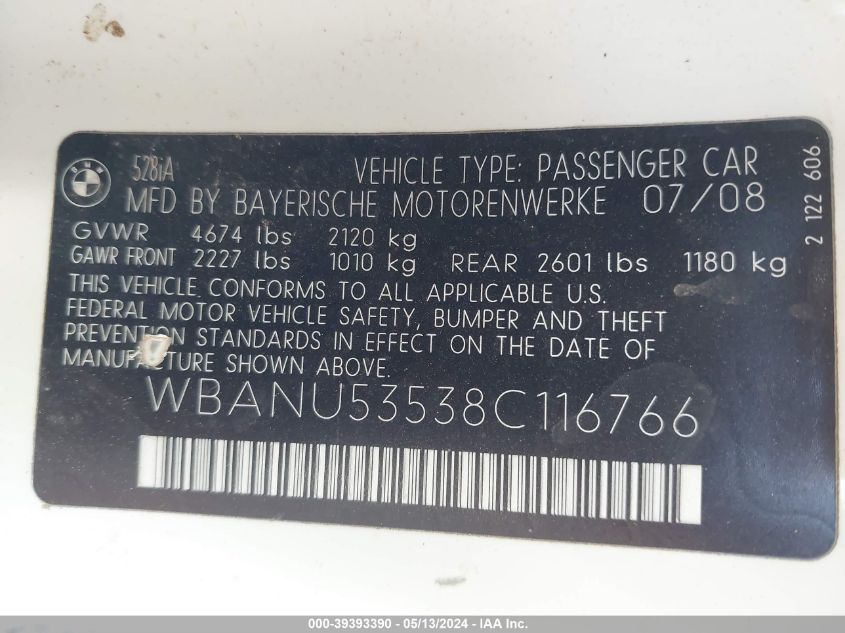 BMW
528iA
VEHICLE TYPE: PASSENGER CAR
MFD BY BAYERISCHE MOTORENWERKE 07/08
GVWR 4674 lbs 2120 kg
GAWR FRONT 2227 lbs 1010 kg REAR 2601 lbs 1180 kg
THIS VEHICLE CONFORMS TO ALL APPLICABLE U.S.
FEDERAL MOTOR VEHICLE SAFETY, BUMPER AND THEFT
PREVENTION STANDARDS IN EFFECT ON THE DATE OF
MANUFACTURE SHOWN ABOVE.
WBANU53538C116766
2 122 606
000-39393390 - 05/13/2024 - IAA Inc.